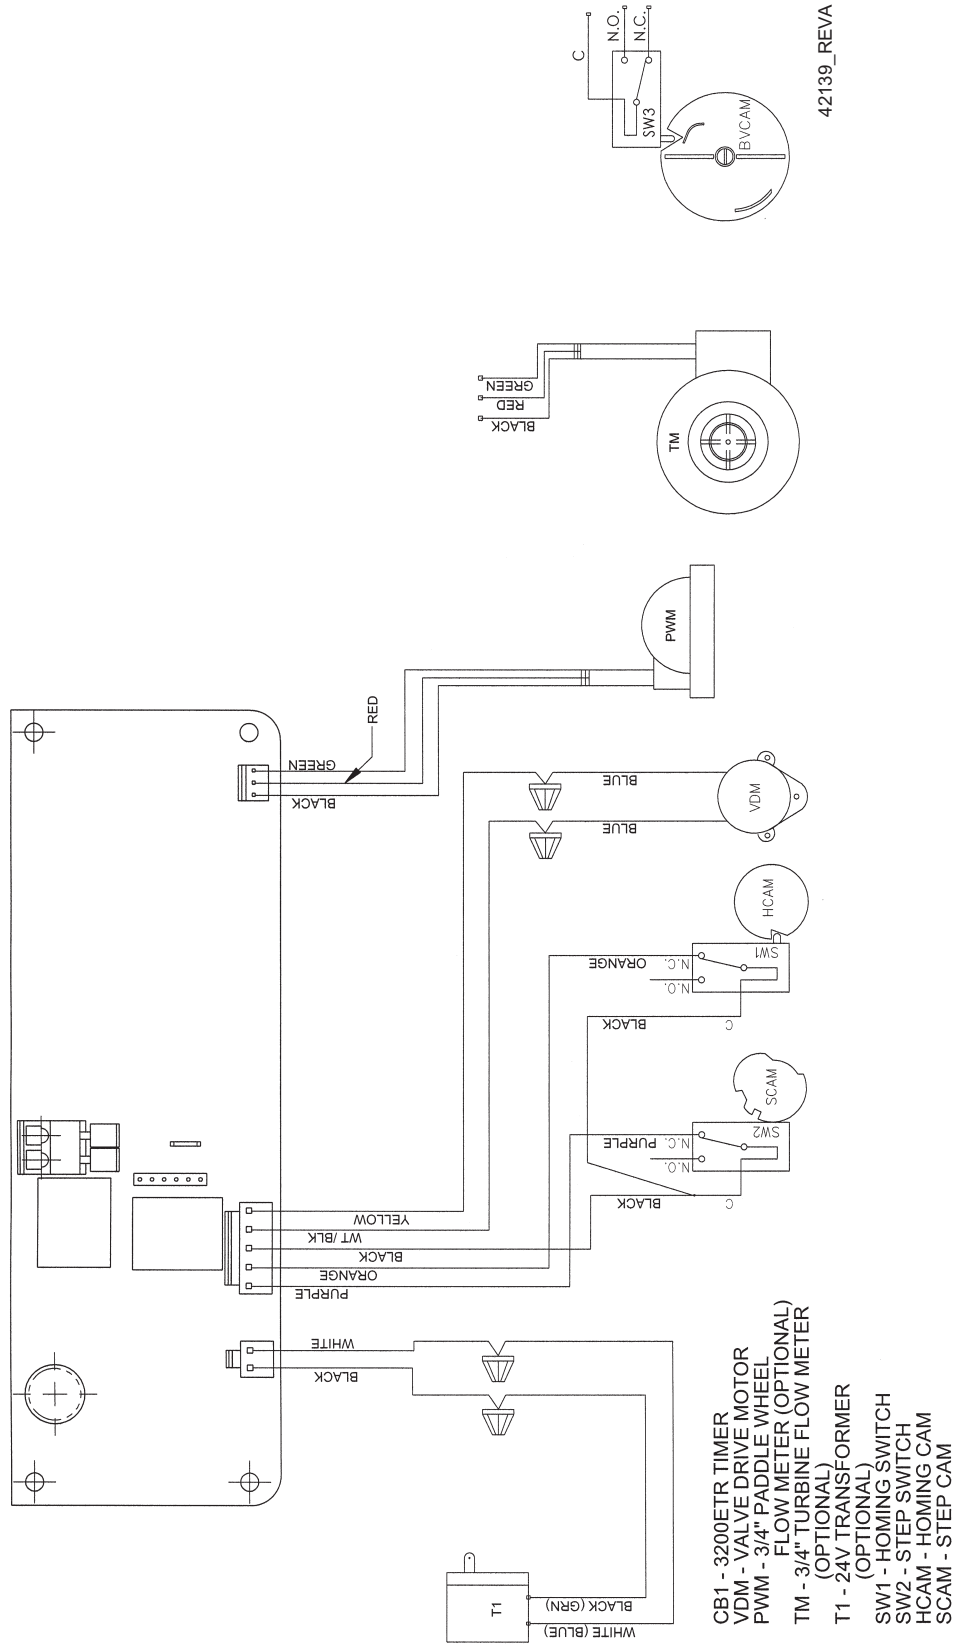 C
N.O.
N.C.
SW3
BVCAM
42139_REVA
GREEN
RED
BLACK
TM
PWM
RED
GREEN
BLACK
BLUE
BLUE
VDM
HCAM
SW1
N.C.
N.O.
ORANGE
BLACK
C
SCAM
SW2
N.C.
N.O.
PURPLE
BLACK
C
YELLOW
WT/BLK
BLACK
ORANGE
PURPLE
WHITE
BLACK
T1
BLACK (GRN)
WHITE (BLUE)
CB1 - 3200ETR TIMER
VDM - VALVE DRIVE MOTOR
PWM - 3/4" PADDLE WHEEL
FLOW METER (OPTIONAL)
TM - 3/4" TURBINE FLOW METER
(OPTIONAL)
T1 - 24V TRANSFORMER
(OPTIONAL)
SW1 - HOMING SWITCH
SW2 - STEP SWITCH
HCAM - HOMING CAM
SCAM - STEP CAM